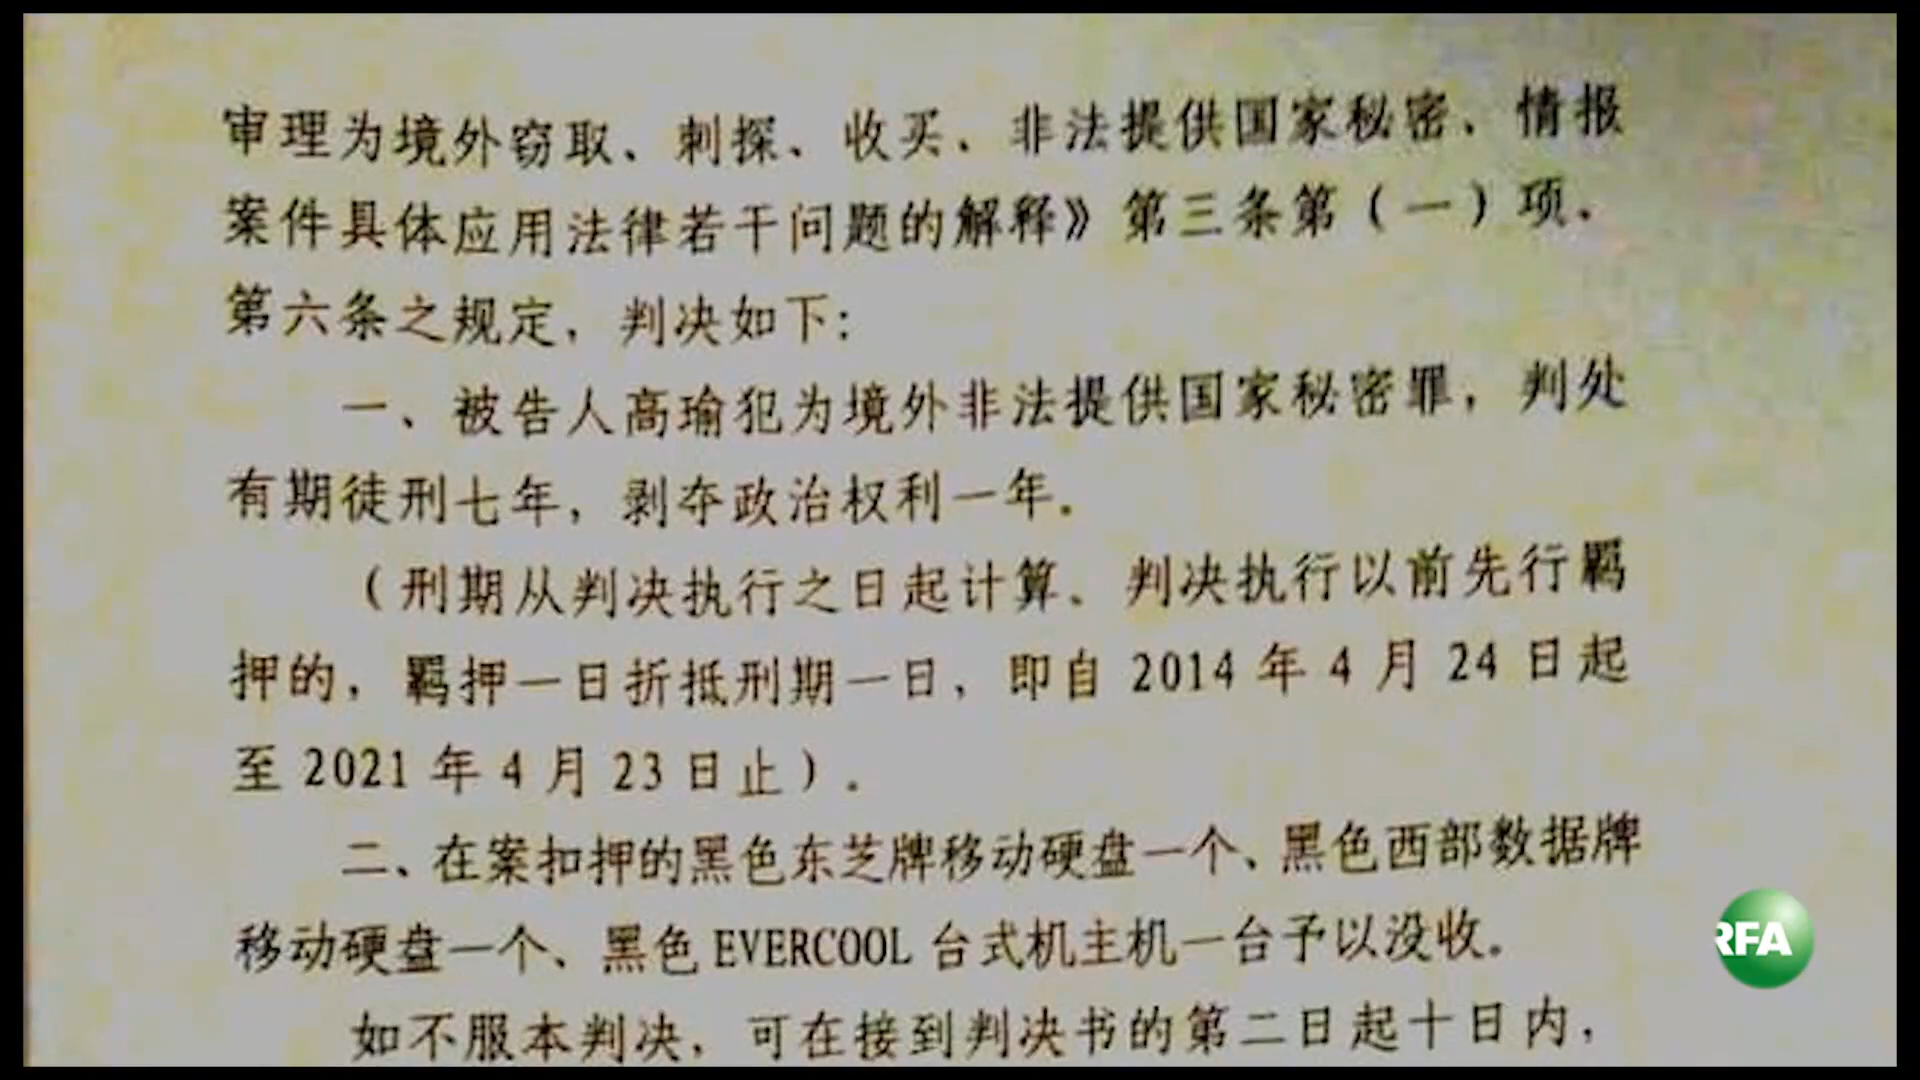 审理为境外窃取、刺探、收买、非法提供国家秘密、情报
案件具体应用法律若干问题的解释》第三条第(一)项、
第六条之规定，判决如下：
一、被告人高瑜犯为境外非法提供国家秘密罪，判处
有期徒刑七年，剥夺政治权利一年。
(刑期从判决执行之日起计算。判决执行以前先行羁
押的，羁押一日折抵刑期一日，即自 2014 年 4 月 24 日起
至 2021 年 4 月 23 日止)。
二、在案扣押的黑色东芝牌移动硬盘一个、黑色西部数据牌
移动硬盘一个、黑色 EVERCOOL 台式机主机一台予以没收。
如不服本判决，可在接到判决书的第二日起十日内，
RFA